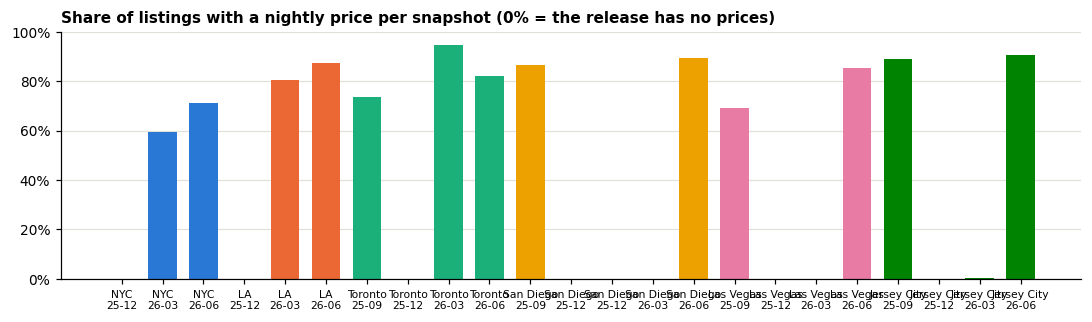 Share of listings with a nightly price per snapshot (0% = the release has no prices)
100%
80%
60%
40%
20%
0%
NYC
25-12
NYC
26-03
NYC
26-06
LA
25-12
LA
26-03
LA
26-06
Toronto
25-09
Toronto
25-12
Toronto
26-03
Toronto
26-06
San Diego
25-09
San Diego
25-12
San Diego
25-12
San Diego
26-03
San Diego
26-06
Las Vegas
25-09
Las Vegas
25-12
Las Vegas
26-03
Las Vegas
26-06
Jersey City
25-09
Jersey City
25-12
Jersey City
26-03
Jersey City
26-06